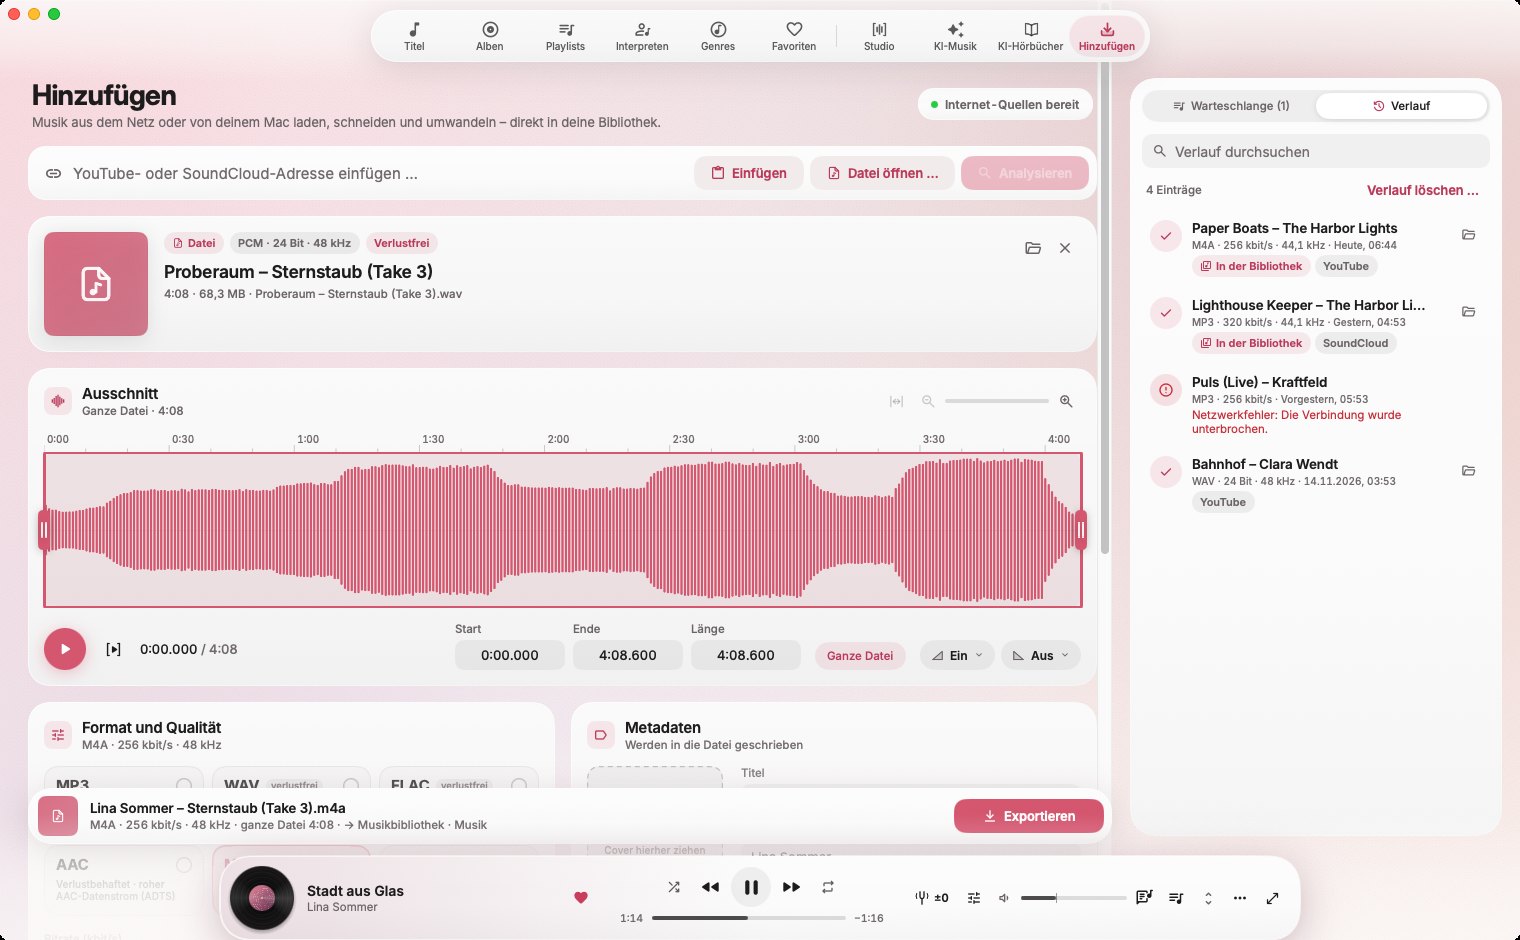 Titel
Alben
Playlists
Interpreten
Genres
Favoriten
Studio
KI-Musik
KI-Hörbücher
Hinzufügen
Hinzufügen
Musik aus dem Netz oder von deinem Mac laden, schneiden und umwandeln – direkt in deine Bibliothek.
Internet-Quellen bereit
YouTube- oder SoundCloud-Adresse einfügen ...
Einfügen
Datei öffnen ...
Analysieren
Datei
PCM · 24 Bit · 48 kHz
Verlustfrei
Proberaum – Sternstaub (Take 3)
4:08 · 68,3 MB · Proberaum – Sternstaub (Take 3).wav
Ausschnitt
Ganze Datei · 4:08
0:00
0:30
1:00
1:30
2:00
2:30
3:00
3:30
4:00
0:00.000 / 4:08
Start
0:00.000
Ende
4:08.600
Länge
4:08.600
Ganze Datei
Ein
Aus
Format und Qualität
M4A · 256 kbit/s · 48 kHz
MP3
WAV verlustfrei
FLAC verlustfrei
Metadaten
Werden in die Datei geschrieben
Titel
Lina Sommer – Sternstaub (Take 3).m4a
M4A · 256 kbit/s · 48 kHz · ganze Datei 4:08 · → Musikbibliothek · Musik
Exportieren
AAC
Verlustbehaftet · roher
AAC-Datenstrom (ADTS)
Cover hierher ziehen
Lina Sommer
Bitrate (kbit/s)
Stadt aus Glas
Lina Sommer
1:14
−1:16
±0
Warteschlange (1)
Verlauf
Verlauf durchsuchen
4 Einträge
Verlauf löschen ...
Paper Boats – The Harbor Lights
M4A · 256 kbit/s · 44,1 kHz · Heute, 06:44
In der Bibliothek
YouTube
Lighthouse Keeper – The Harbor Li...
MP3 · 320 kbit/s · 44,1 kHz · Gestern, 04:53
In der Bibliothek
SoundCloud
Puls (Live) – Kraftfeld
MP3 · 256 kbit/s · Vorgestern, 05:53
Netzwerkfehler: Die Verbindung wurde
unterbrochen.
Bahnhof – Clara Wendt
WAV · 24 Bit · 48 kHz · 14.11.2026, 03:53
YouTube